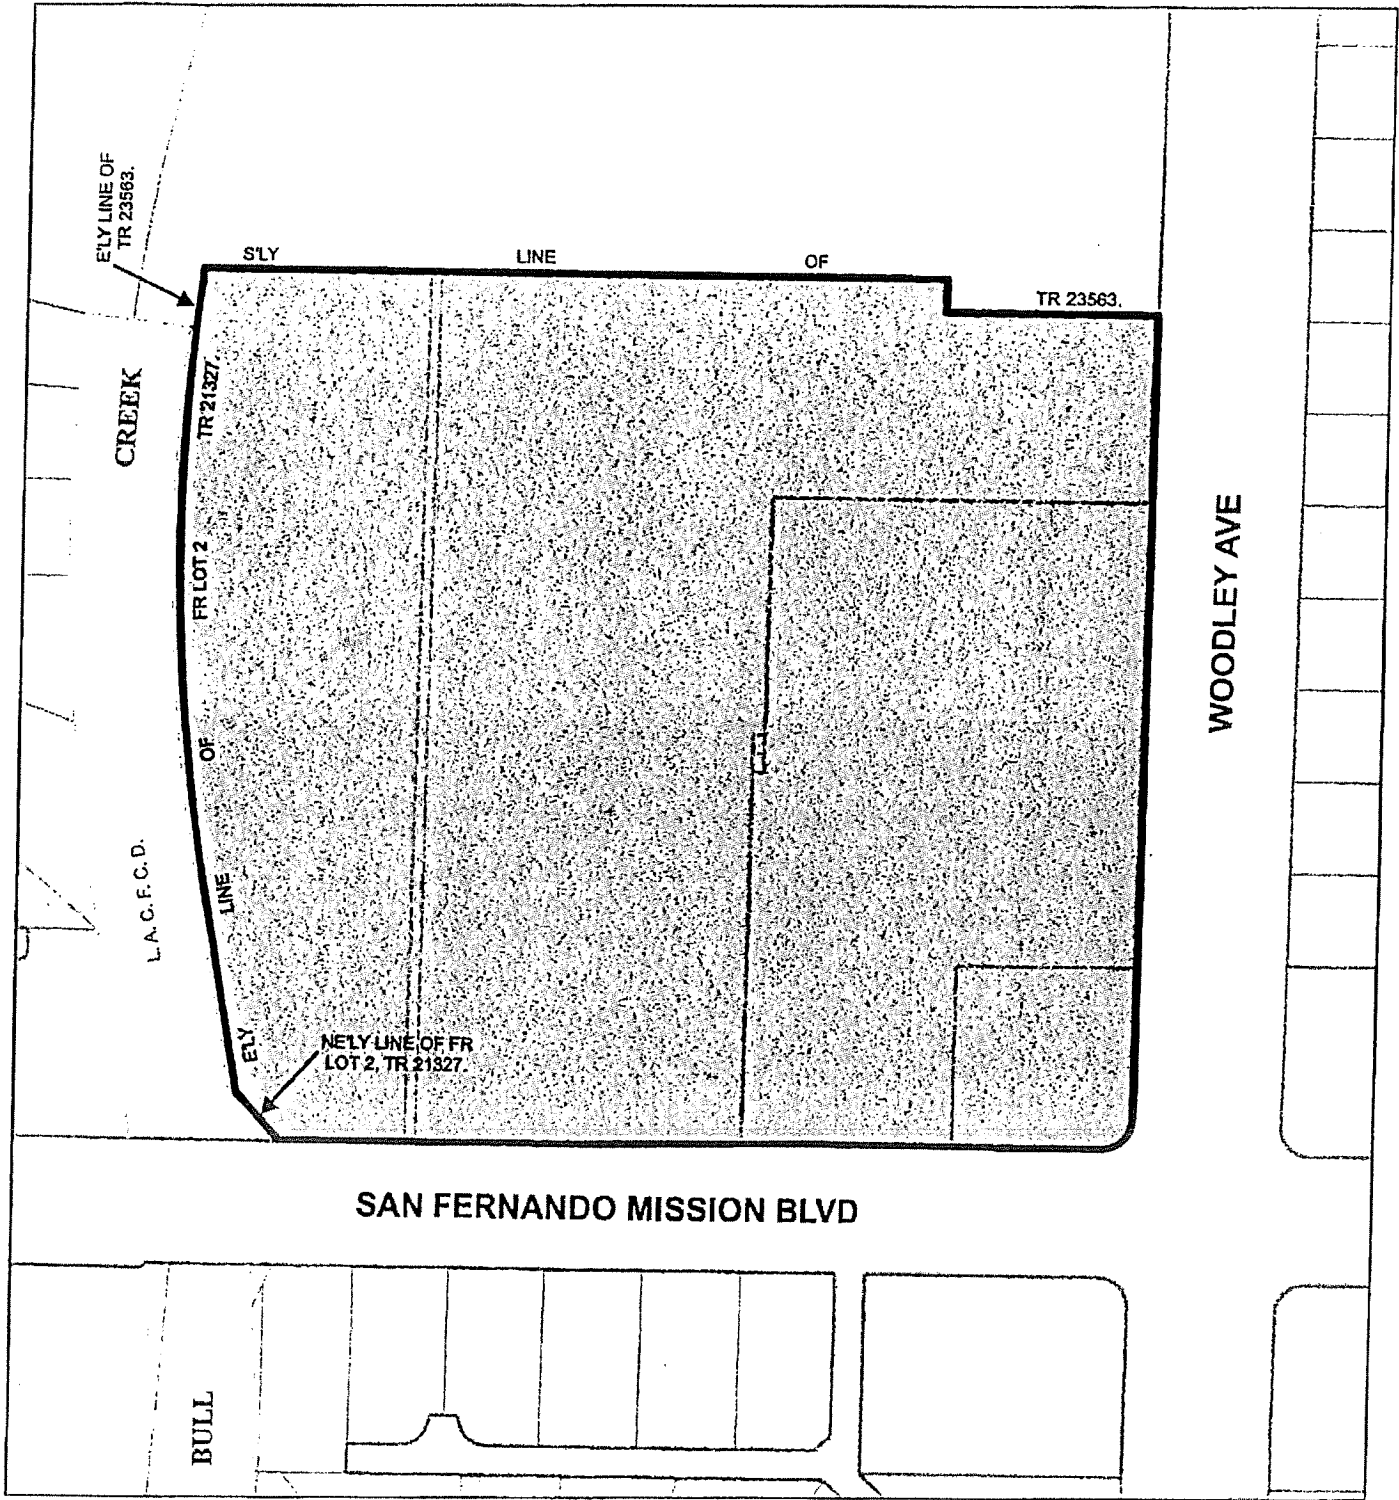 E'LY LINE OF
TR 23563.
S'LY LINE OF
TR 23563.
CREEK
E'LY LINE OF FR LOT 2 TR 21327.
L.A.C.F.C.D.
NE'LY LINE OF FR
LOT 2, TR 21327.
WOODLEY AVE
SAN FERNANDO MISSION BLVD
BULL